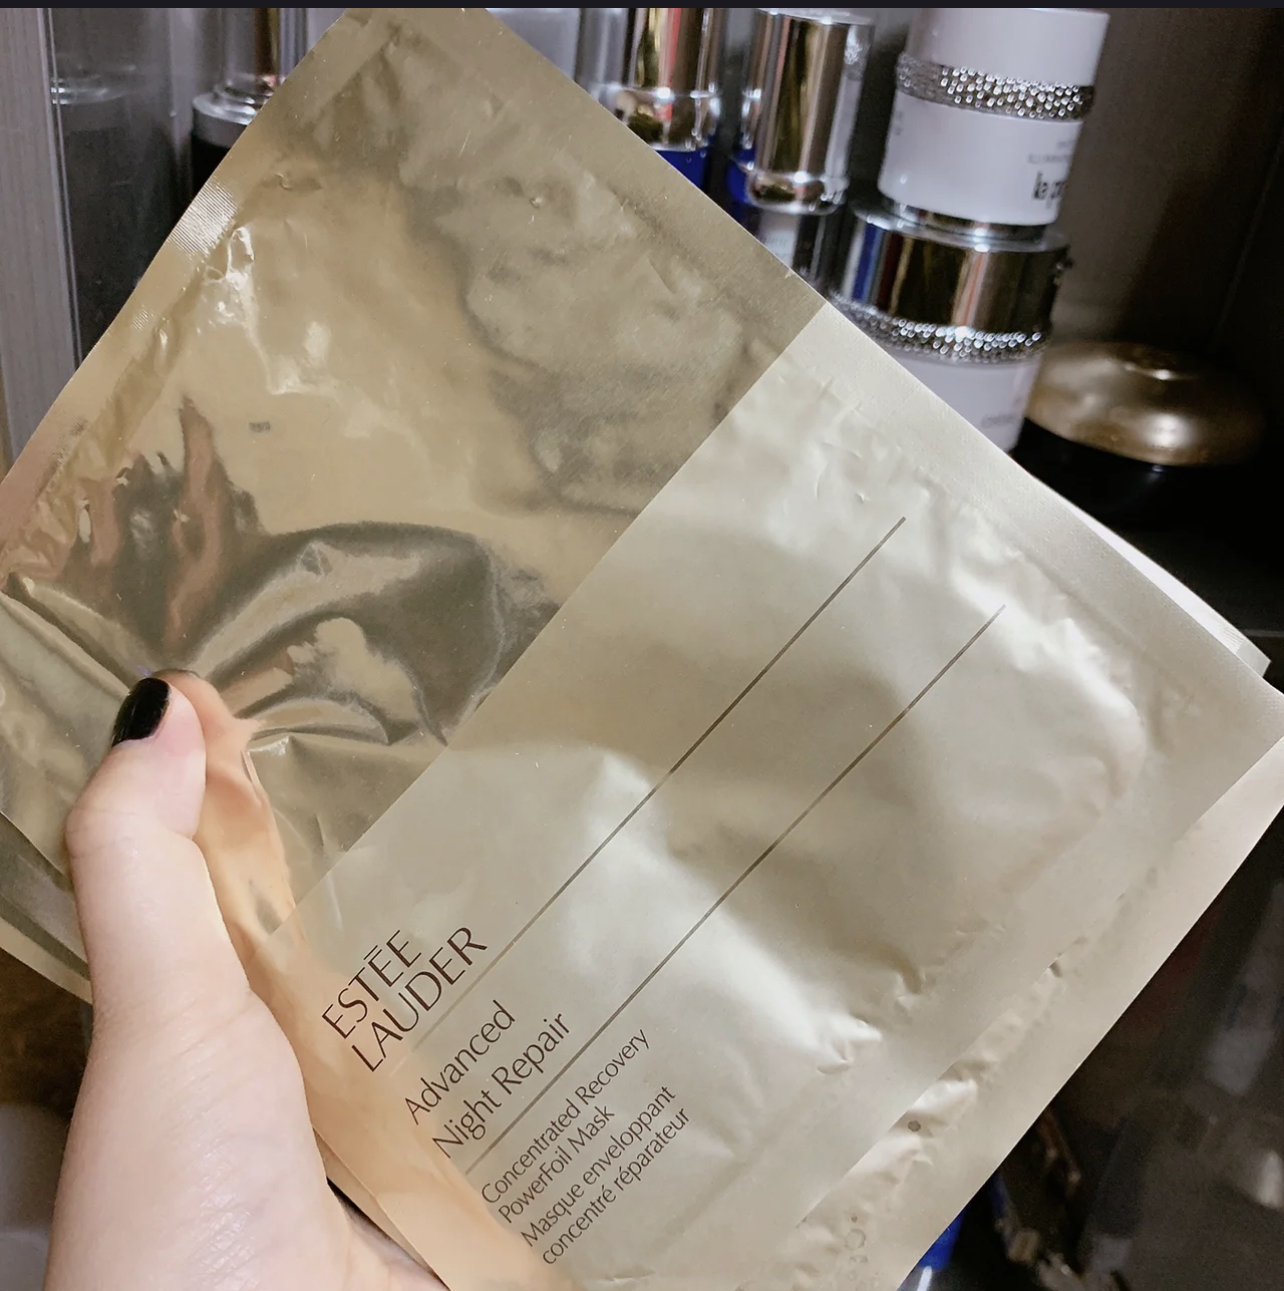 ESTĒE
LAUDER
Advanced
Night Repair
Concentrated Recovery
PowerFoil Mask
Masque enveloppant
concentré réparateur